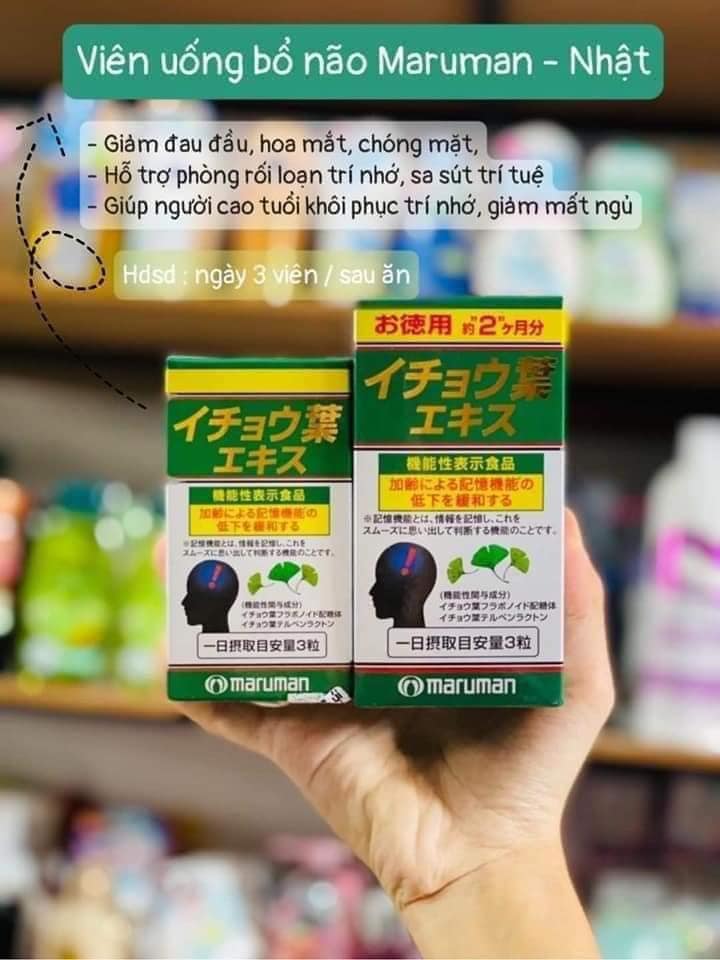 Viên uống bổ não Maruman - Nhật
- Giảm đau đầu, hoa mắt, chóng mặt,
- Hỗ trợ phòng rối loạn trí nhớ, sa sút trí tuệ
- Giúp người cao tuổi khôi phục trí nhớ, giảm mất ngủ
Hdsd : ngày 3 viên / sau ăn
イチョウ葉
エキス
機能性表示食品
加齢による記憶機能の
低下を緩和する
※記憶機能とは、情報を記憶し、これを
スムーズに思い出して判断する機能のことです。
(機能性関与成分)
イチョウ葉フラボノイド配糖体
イチョウ葉テルペンラクトン
一日摂取目安量3粒
maruman
お徳用 約2ヶ月分
イチョウ葉
エキス
機能性表示食品
加齢による記憶機能の
低下を緩和する
※記憶機能とは、情報を記憶し、これを
スムーズに思い出して判断する機能のことです。
(機能性関与成分)
イチョウ葉フラボノイド配糖体
イチョウ葉テルペンラクトン
一日摂取目安量3粒
maruman